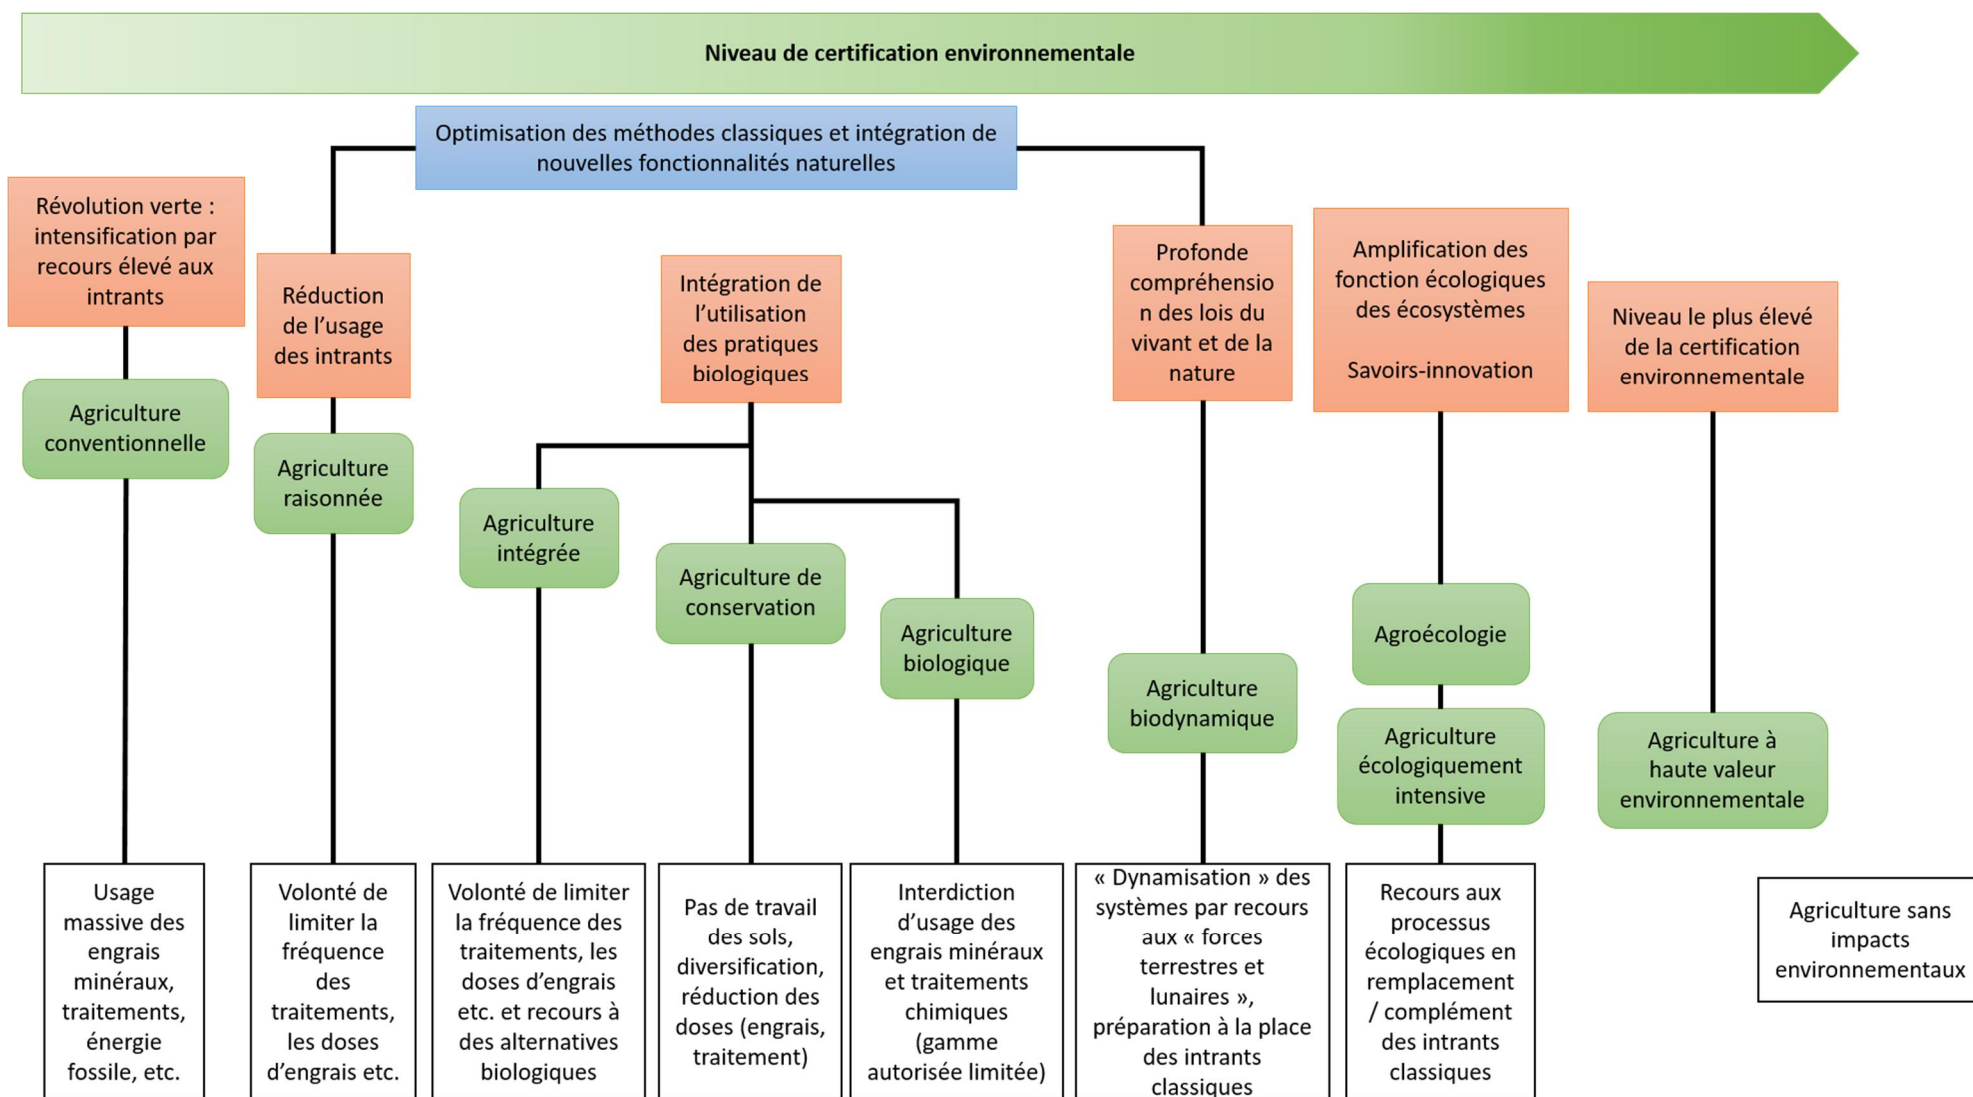 Niveau de certification environnementale
Optimisation des méthodes classiques et intégration de
nouvelles fonctionnalités naturelles
Révolution verte :
intensification par
recours élevé aux
intrants
Réduction
de l’usage
des intrants
Intégration de
l’utilisation
des pratiques
biologiques
Profonde
compréhensio
n des lois du
vivant et de la
nature
Amplification des
fonction écologiques
des écosystèmes
Savoirs-innovation
Niveau le plus élevé
de la certification
environnementale
Agriculture
conventionnelle
Agriculture
raisonnée
Agriculture
intégrée
Agriculture de
conservation
Agriculture
biologique
Agriculture
biodynamique
Agroécologie
Agriculture
écologiquement
intensive
Agriculture à
haute valeur
environnementale
Usage
massive des
engrais
minéraux,
traitements,
énergie
fossile, etc.
Volonté de
limiter la
fréquence
des
traitements,
les doses
d’engrais etc.
Volonté de limiter
la fréquence des
traitements, les
doses d’engrais
etc. et recours à
des alternatives
biologiques
Pas de travail
des sols,
diversification,
réduction des
doses (engrais,
traitement)
Interdiction
d’usage des
engrais minéraux
et traitements
chimiques
(gamme
autorisée limitée)
« Dynamisation » des
systèmes par recours
aux « forces
terrestres et
lunaires »,
préparation à la place
des intrants
classiques
Recours aux
processus
écologiques en
remplacement
/ complément
des intrants
classiques
Agriculture sans
impacts
environnementaux